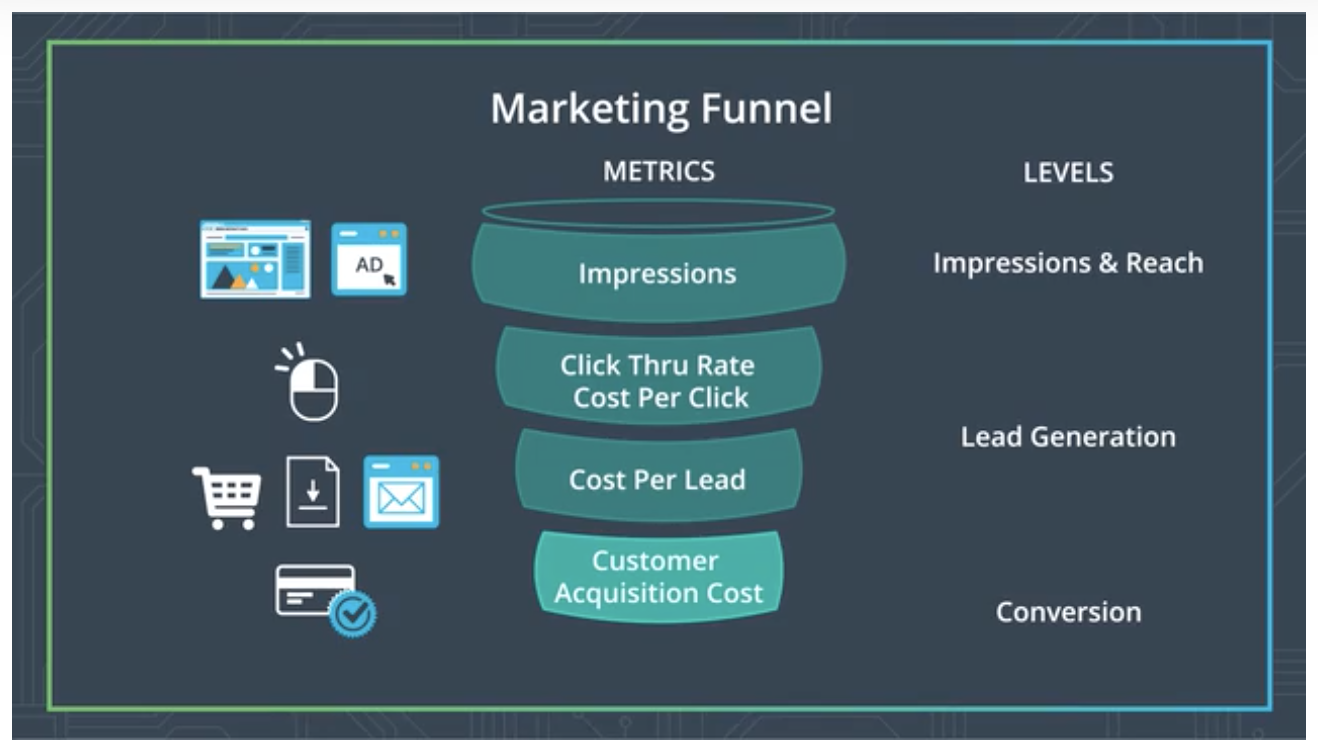 Marketing Funnel
METRICS
LEVELS
AD
Impressions
Impressions & Reach
Click Thru Rate
Cost Per Click
Lead Generation
Cost Per Lead
Customer
Acquisition Cost
Conversion